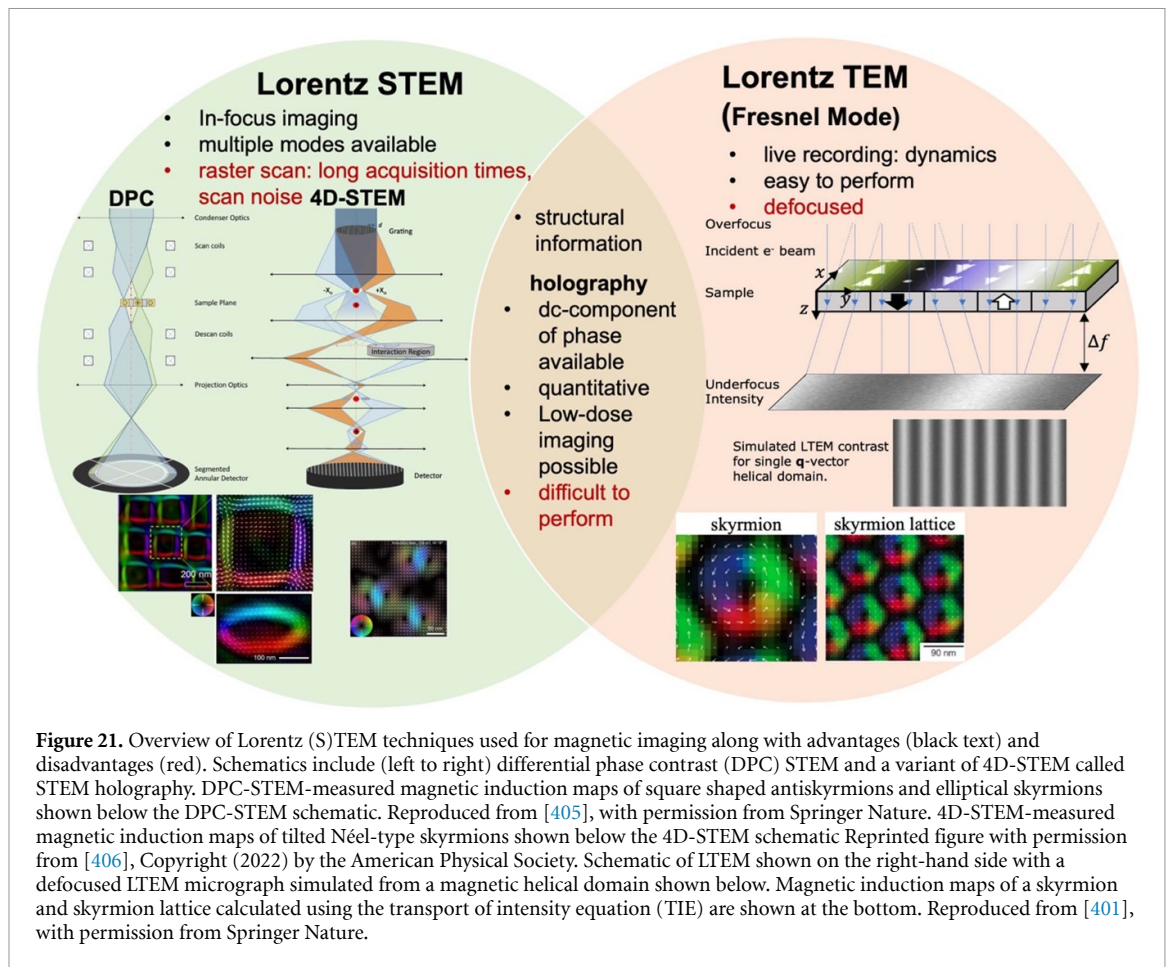 Lorentz STEM
• In-focus imaging
• multiple modes available
• raster scan: long acquisition times,
scan noise
DPC
4D-STEM
Condenser Optics
Scan coils
Sample Plane
Descan coils
Projection Optics
Segmented
Annular Detector
d
Grating
-Xₒ
+Xₒ
Interaction Region
Detector
200 nm
100 nm
• structural
information
holography
• dc-component
of phase
available
• quantitative
• Low-dose
imaging
possible
• difficult to
perform
Lorentz TEM
(Fresnel Mode)
• live recording: dynamics
• easy to perform
• defocused
Overfocus
Incident e⁻ beam
Sample
x
y
z
Δf
Underfocus
Intensity
Simulated LTEM contrast
for single q-vector
helical domain.
skyrmion
skyrmion lattice
90 nm
Figure 21. Overview of Lorentz (S)TEM techniques used for magnetic imaging along with advantages (black text) and
disadvantages (red). Schematics include (left to right) differential phase contrast (DPC) STEM and a variant of 4D-STEM called
STEM holography. DPC-STEM-measured magnetic induction maps of square shaped antiskyrmions and elliptical skyrmions
shown below the DPC-STEM schematic. Reproduced from [405], with permission from Springer Nature. 4D-STEM-measured
magnetic induction maps of tilted Néel-type skyrmions shown below the 4D-STEM schematic Reprinted figure with permission
from [406], Copyright (2022) by the American Physical Society. Schematic of LTEM shown on the right-hand side with a
defocused LTEM micrograph simulated from a magnetic helical domain shown below. Magnetic induction maps of a skyrmion
and skyrmion lattice calculated using the transport of intensity equation (TIE) are shown at the bottom. Reproduced from [401],
with permission from Springer Nature.